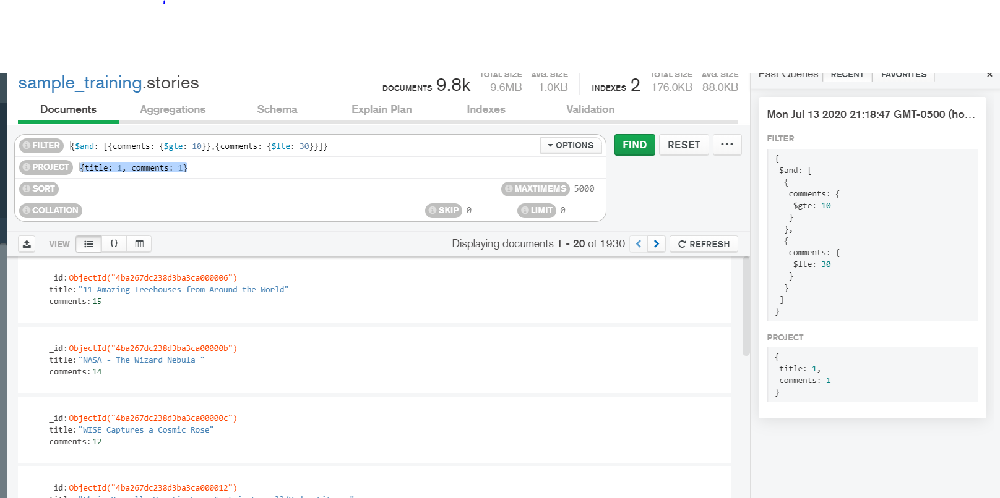 sample_training.stories
DOCUMENTS 9.8k
TOTAL SIZE 9.6MB
AVG. SIZE 1.0KB
INDEXES 2
TOTAL SIZE 176.0KB
AVG. SIZE 88.0KB
Documents Aggregations Schema Explain Plan Indexes Validation
FILTER {$and: [{comments: {$gte: 10}},{comments: {$lte: 30}}]}
OPTIONS
FIND
RESET
PROJECT {title: 1, comments: 1}
SORT
MAXTIMEMS 5000
COLLATION
SKIP 0
LIMIT 0
VIEW
{}
Displaying documents 1 - 20 of 1930
REFRESH
_id: ObjectId("4ba267dc238d3ba3ca000006")
title: "11 Amazing Treehouses from Around the World"
comments: 15
_id: ObjectId("4ba267dc238d3ba3ca00000b")
title: "NASA - The Wizard Nebula "
comments: 14
_id: ObjectId("4ba267dc238d3ba3ca00000c")
title: "WISE Captures a Cosmic Rose"
comments: 12
_id: ObjectId("4ba267dc238d3ba3ca000012")
Past Queries RECENT FAVORITES
Mon Jul 13 2020 21:18:47 GMT-0500 (ho...
FILTER
{
$and: [
{
comments: {
$gte: 10
}
},
{
comments: {
$lte: 30
}
}
]
}
PROJECT
{
title: 1,
comments: 1
}